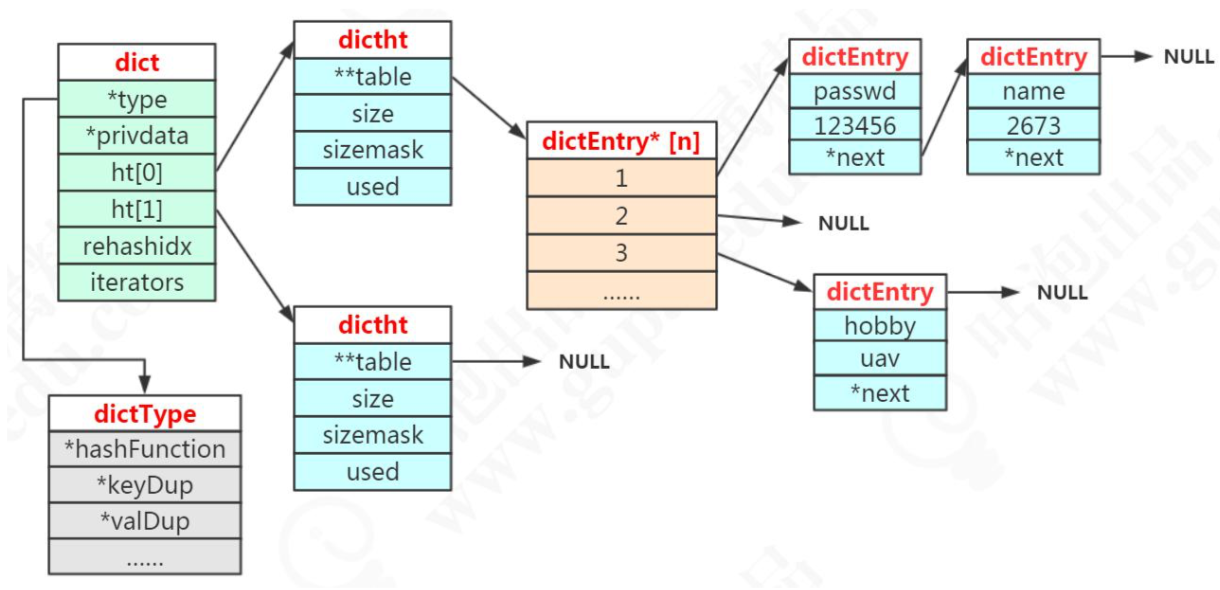 dict
*type
*privdata
ht[0]
ht[1]
rehashidx
iterators
dictType
*hashFunction
*keyDup
*valDup
......
dictht
**table
size
sizemask
used
dictht
**table
size
sizemask
used
NULL
dictEntry* [n]
1
2
3
......
dictEntry
passwd
123456
*next
dictEntry
name
2673
*next
NULL
NULL
dictEntry
hobby
uav
*next
NULL